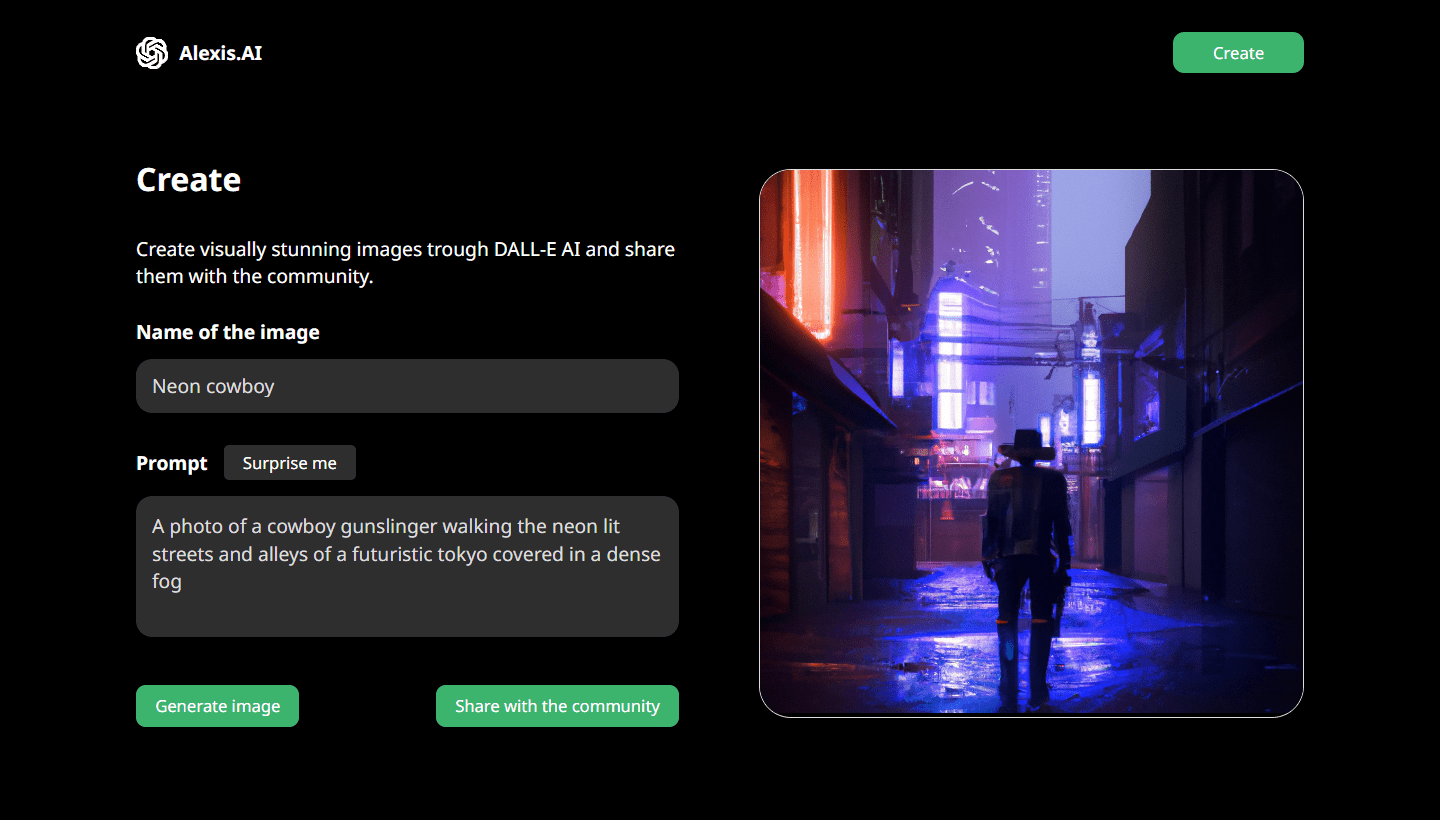 Alexis.AI
Create
Create
Create visually stunning images trough DALL-E AI and share
them with the community.
Name of the image
Neon cowboy
Prompt
Surprise me
A photo of a cowboy gunslinger walking the neon lit
streets and alleys of a futuristic tokyo covered in a dense
fog
Generate image
Share with the community